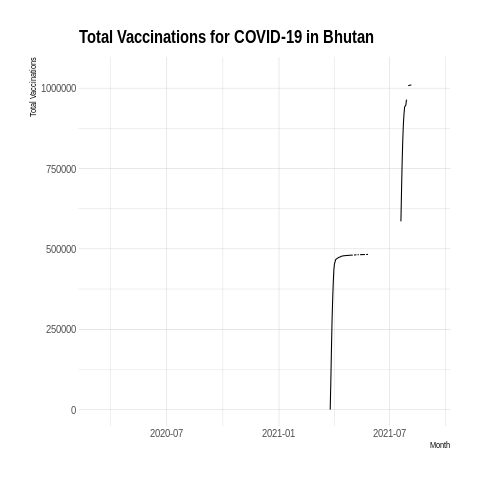 Total Vaccinations for COVID-19 in Bhutan
Total Vaccinations
1000000
750000
500000
250000
0
2020-07 2021-01 2021-07
Month